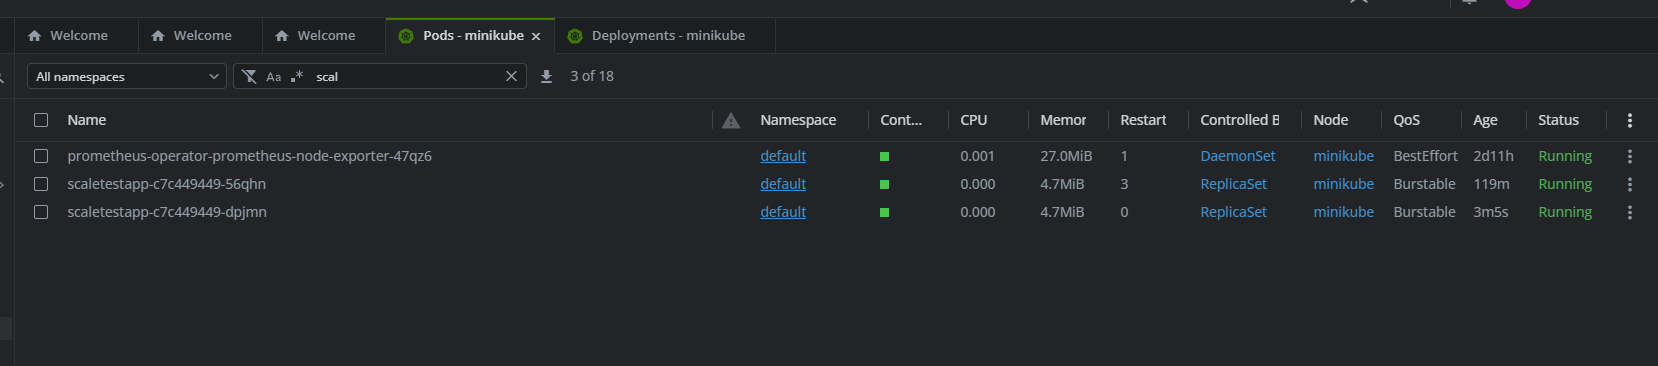 Welcome Welcome Welcome Pods - minikube Deployments - minikube
All namespaces Aa .* scal 3 of 18
Name Namespace Cont... CPU Memor Restart Controlled B Node QoS Age Status
prometheus-operator-prometheus-node-exporter-47qz6 default 0.001 27.0MiB 1 DaemonSet minikube BestEffort 2d11h Running
scaletestapp-c7c449449-56qhn default 0.000 4.7MiB 3 ReplicaSet minikube Burstable 119m Running
scaletestapp-c7c449449-dpjmn default 0.000 4.7MiB 0 ReplicaSet minikube Burstable 3m5s Running